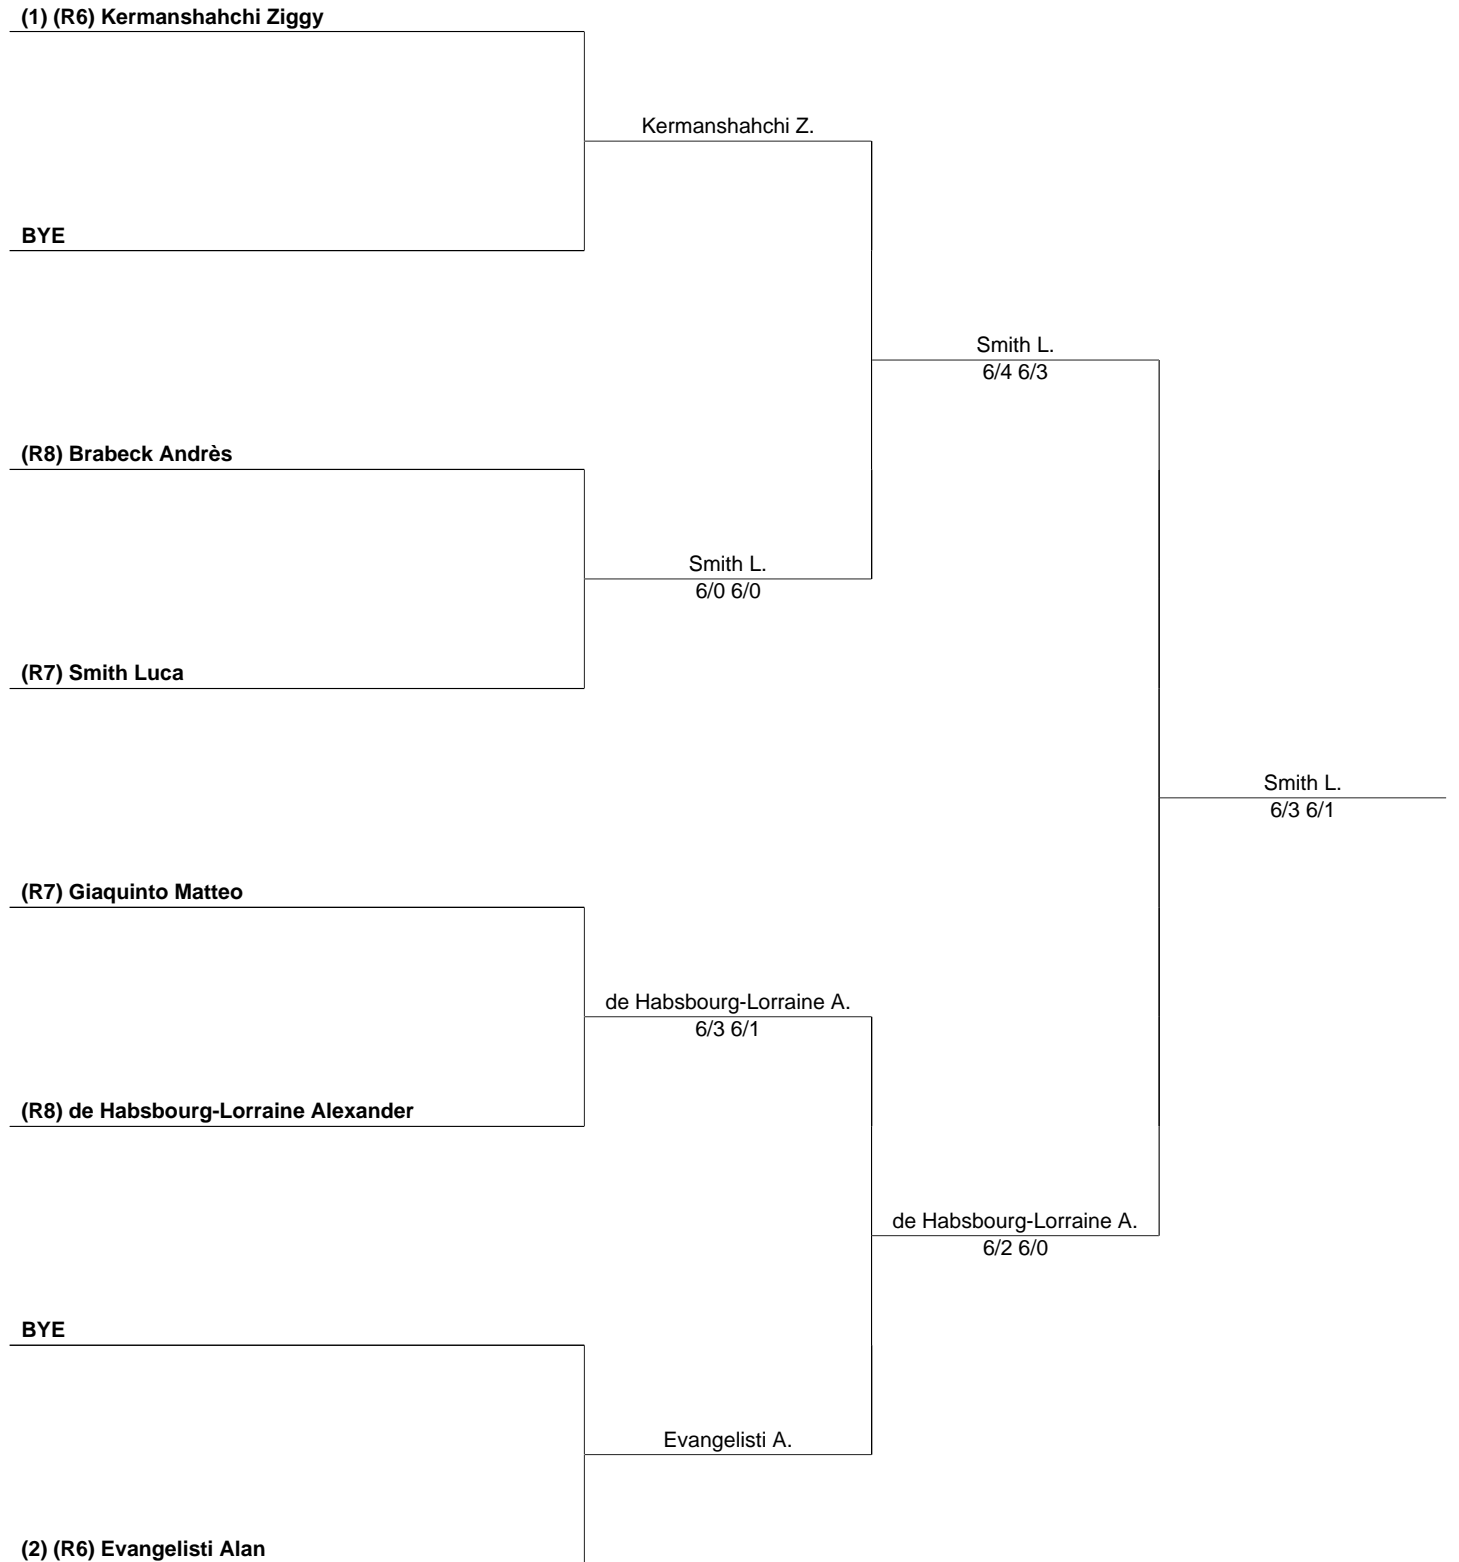 (1) (R6) Kermanshahchi Ziggy
Kermanshahchi Z.
BYE
Smith L.
6/4 6/3
(R8) Brabeck Andrès
Smith L.
6/0 6/0
(R7) Smith Luca
Smith L.
6/3 6/1
(R7) Giaquinto Matteo
de Habsbourg-Lorraine A.
6/3 6/1
(R8) de Habsbourg-Lorraine Alexander
de Habsbourg-Lorraine A.
6/2 6/0
BYE
Evangelisti A.
(2) (R6) Evangelisti Alan